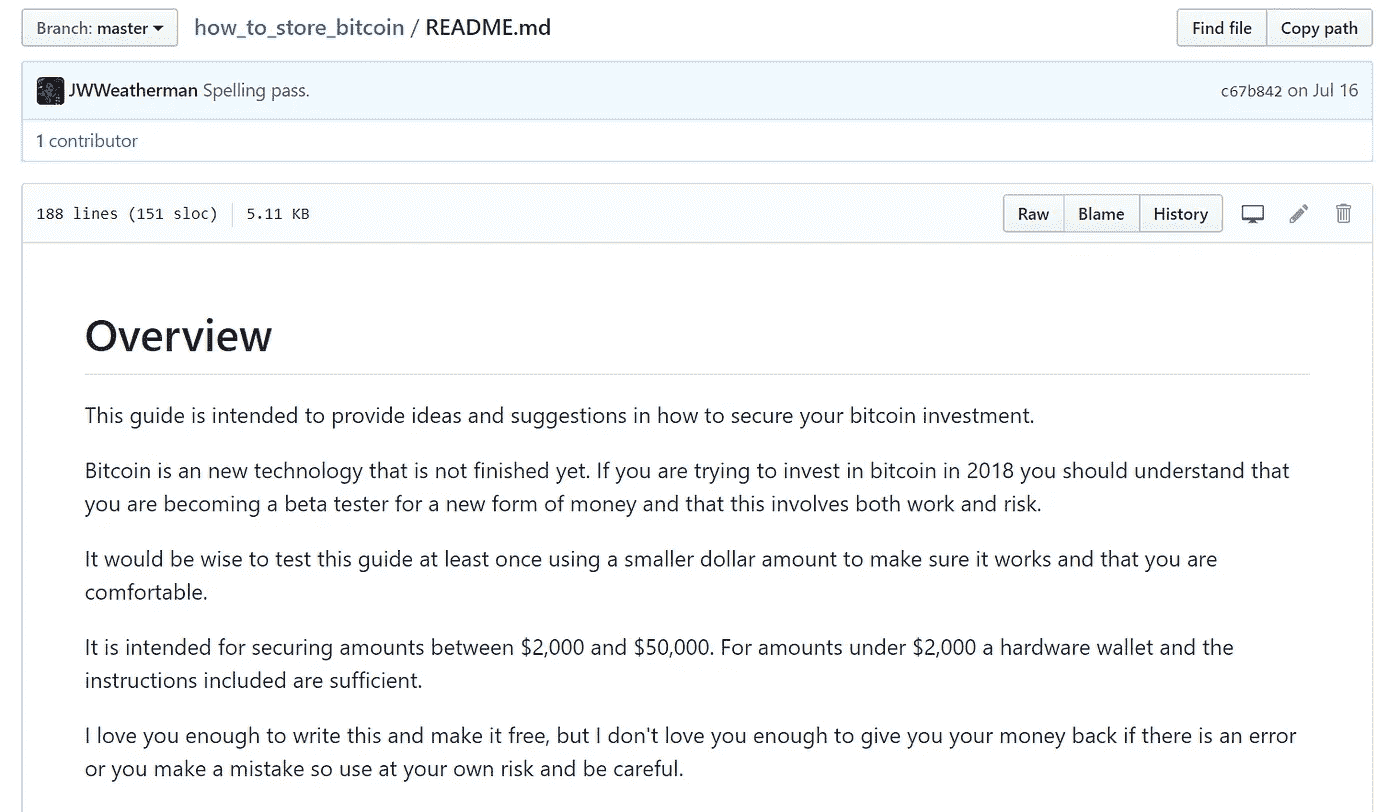 Branch: master
how_to_store_bitcoin / README.md
Find file
Copy path
JWWeatherman Spelling pass.
c67b842 on Jul 16
1 contributor
188 lines (151 sloc)
5.11 KB
Raw
Blame
History
Overview
This guide is intended to provide ideas and suggestions in how to secure your bitcoin investment.
Bitcoin is an new technology that is not finished yet. If you are trying to invest in bitcoin in 2018 you should understand that
you are becoming a beta tester for a new form of money and that this involves both work and risk.
It would be wise to test this guide at least once using a smaller dollar amount to make sure it works and that you are
comfortable.
It is intended for securing amounts between $2,000 and $50,000. For amounts under $2,000 a hardware wallet and the
instructions included are sufficient.
I love you enough to write this and make it free, but I don't love you enough to give you your money back if there is an error
or you make a mistake so use at your own risk and be careful.